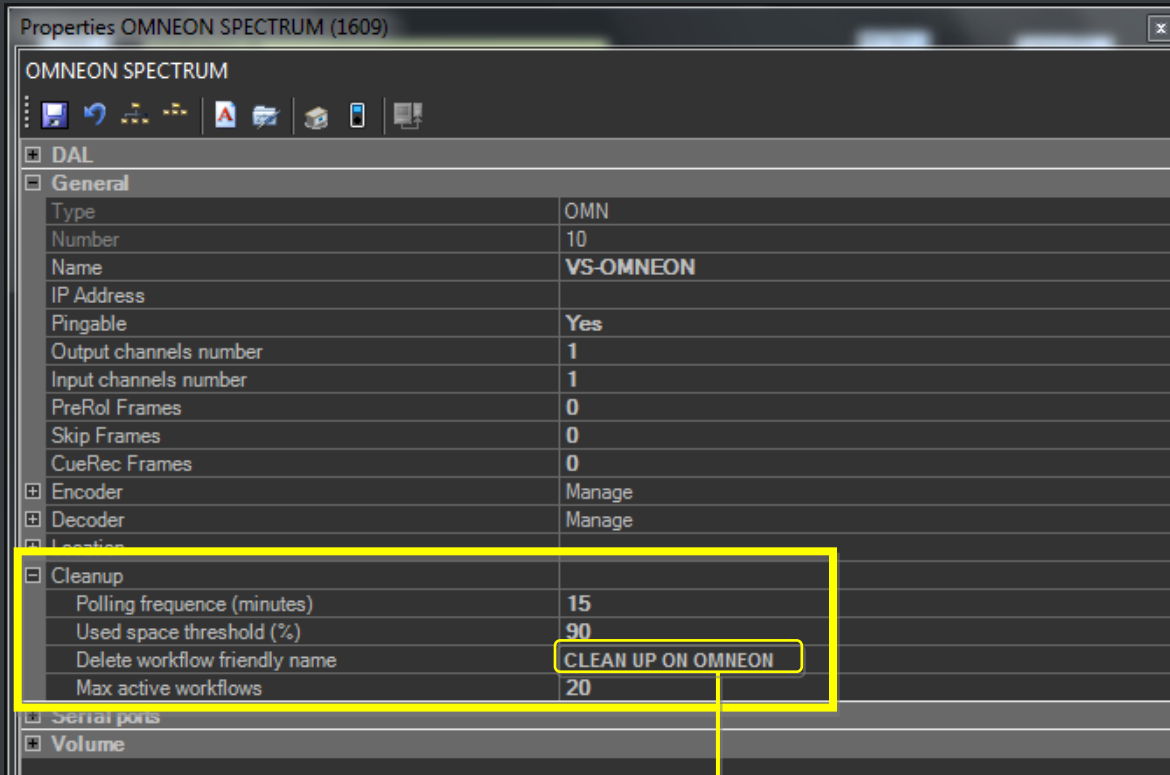 Properties OMNEON SPECTRUM (1609)
OMNEON SPECTRUM
DAL
General
Type OMN
Number 10
Name VS-OMNEON
IP Address
Pingable Yes
Output channels number 1
Input channels number 1
PreRol Frames 0
Skip Frames 0
CueRec Frames 0
Encoder Manage
Decoder Manage
Location
Cleanup
Polling frequence (minutes) 15
Used space threshold (%) 90
Delete workflow friendly name CLEAN UP ON OMNEON
Max active workflows 20
Serial ports
Volume